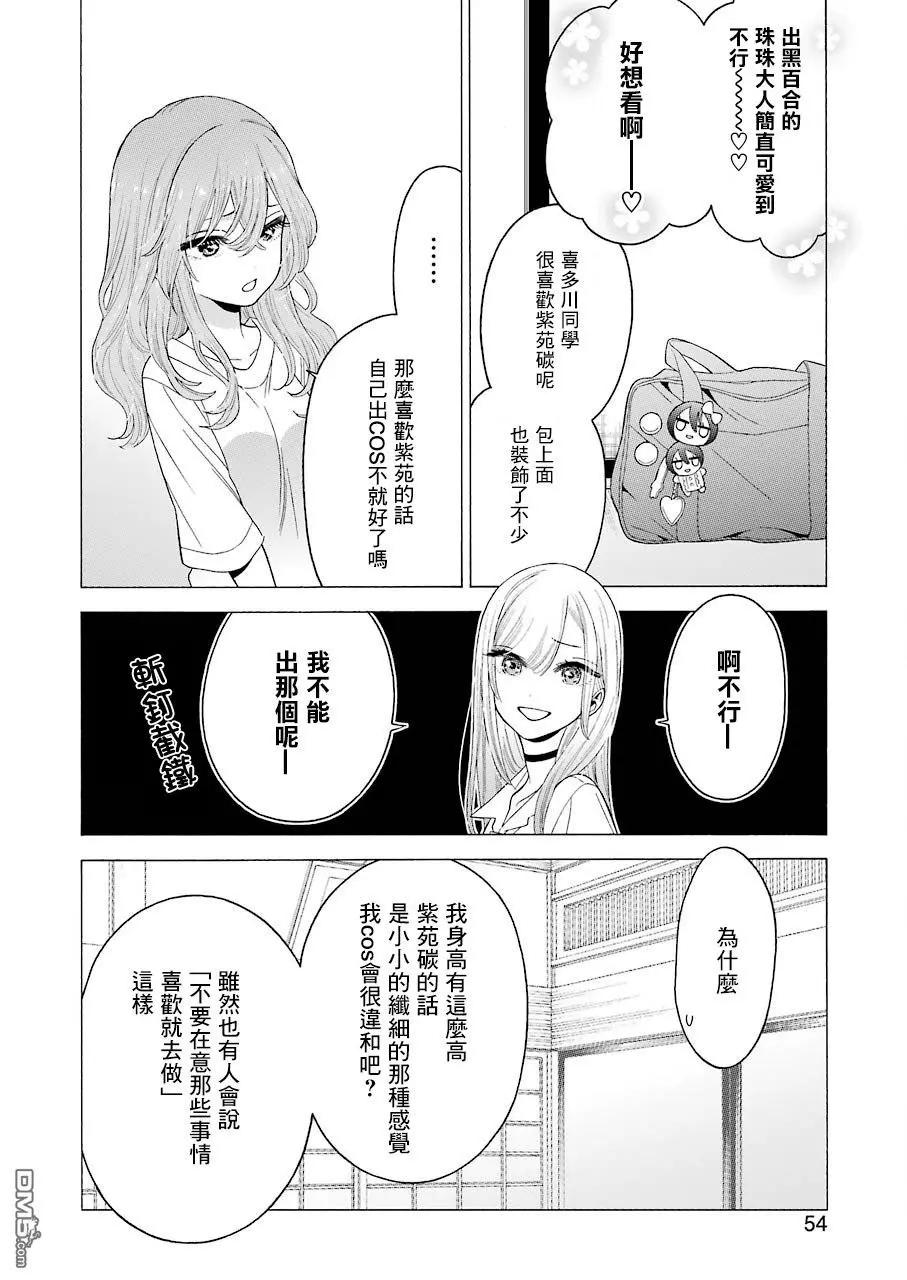 出黑百合的
珠珠大人簡直可愛到
不行～～～～♡♡
好想看啊—♡
喜多川同學
很喜歡紫苑碳呢
包上面
也裝飾了不少
……
那麼喜歡紫苑的話
自己出COS不就好了嗎
啊不行—
我不能
出那個呢—
斬釘截鐵
為什麼
我身高有這麼高
紫苑碳的話
是小小的纖細的那種感覺
我cos會很違和吧？
雖然也有人會說
「不要在意那些事情
喜歡就去做」
這樣
54
DM5.com